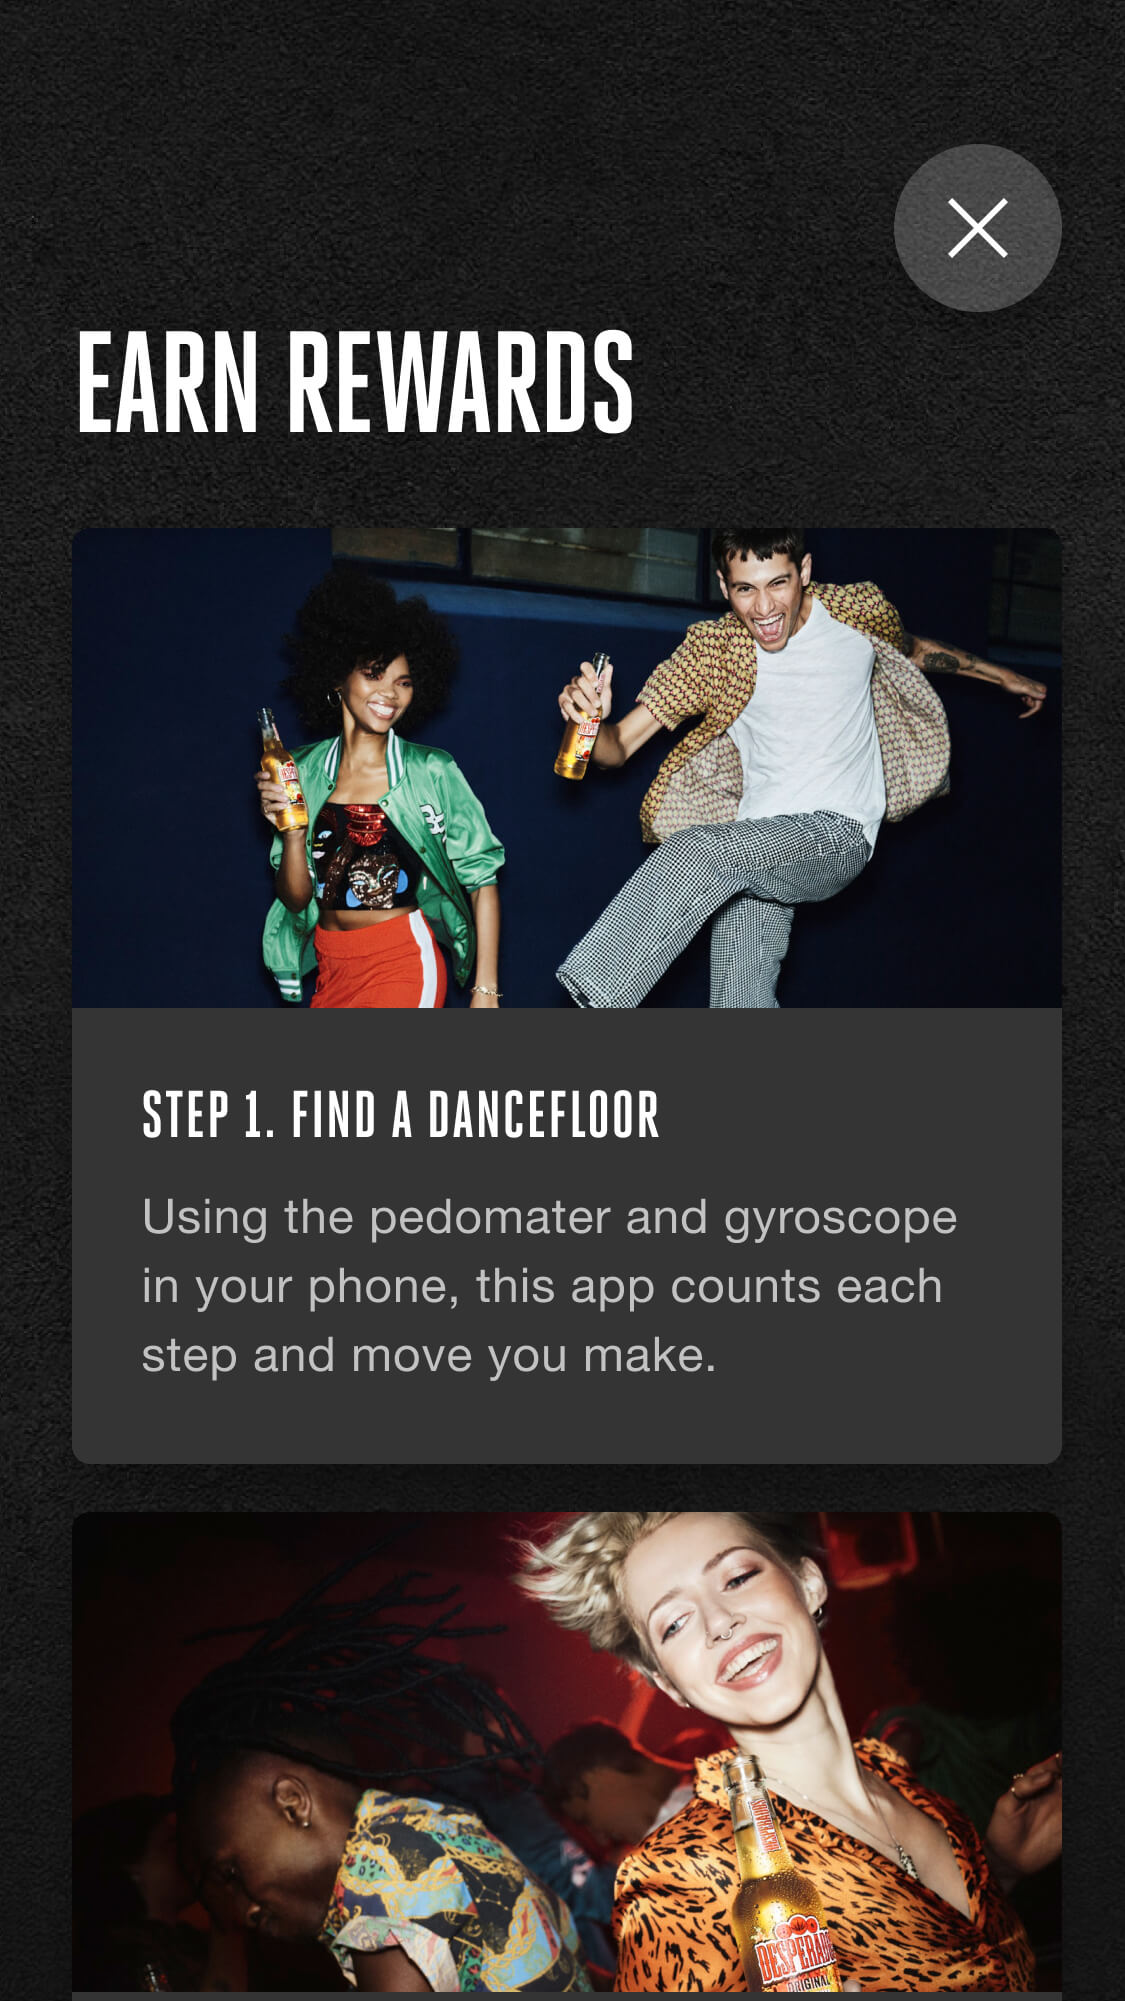 EARN REWARDS
STEP 1. FIND A DANCEFLOOR
Using the pedomater and gyroscope
in your phone, this app counts each
step and move you make.
DESPERADOS
ORIGINAL